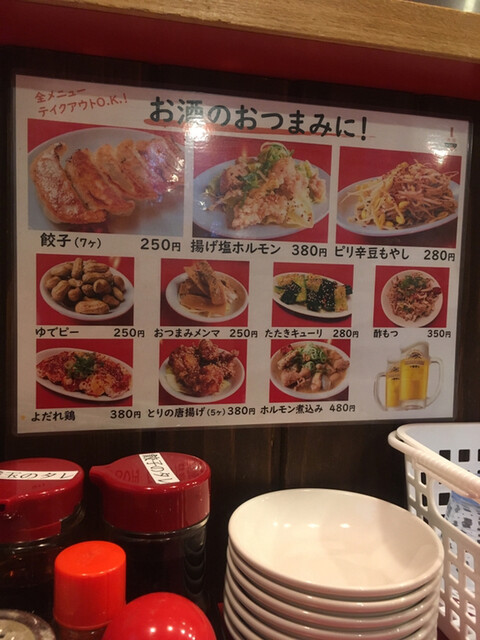 全メニュー
テイクアウトO.K.!
お酒のおつまみに!
餃子(7ヶ) 250円
揚げ塩ホルモン 380円
ピリ辛豆もやし 280円
ゆでピー 250円
おつまみメンマ 250円
たたきキューリ 280円
酢もつ 350円
よだれ鶏 380円
とりの唐揚げ(5ヶ) 380円
ホルモン煮込み 480円
餃子のタレ